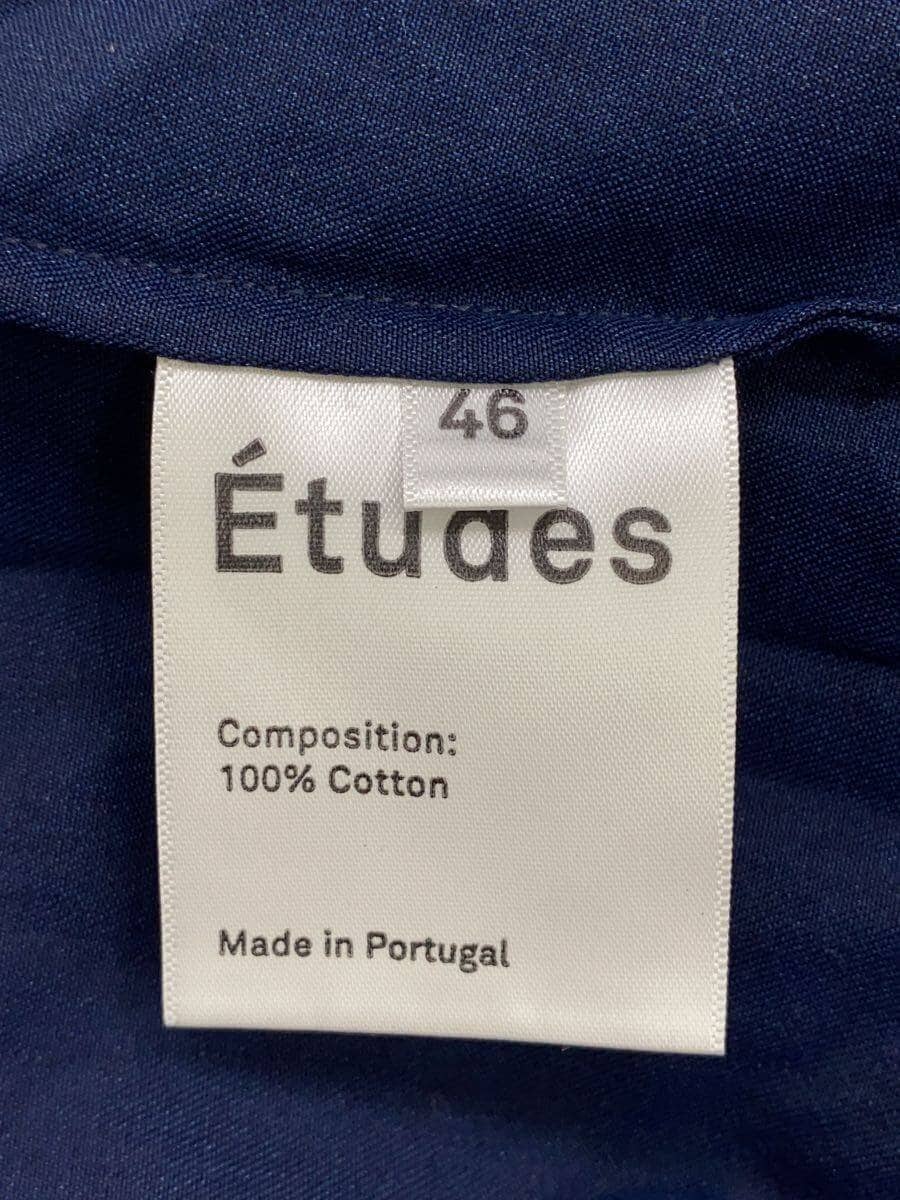 46
Études
Composition:
100% Cotton
Made in Portugal